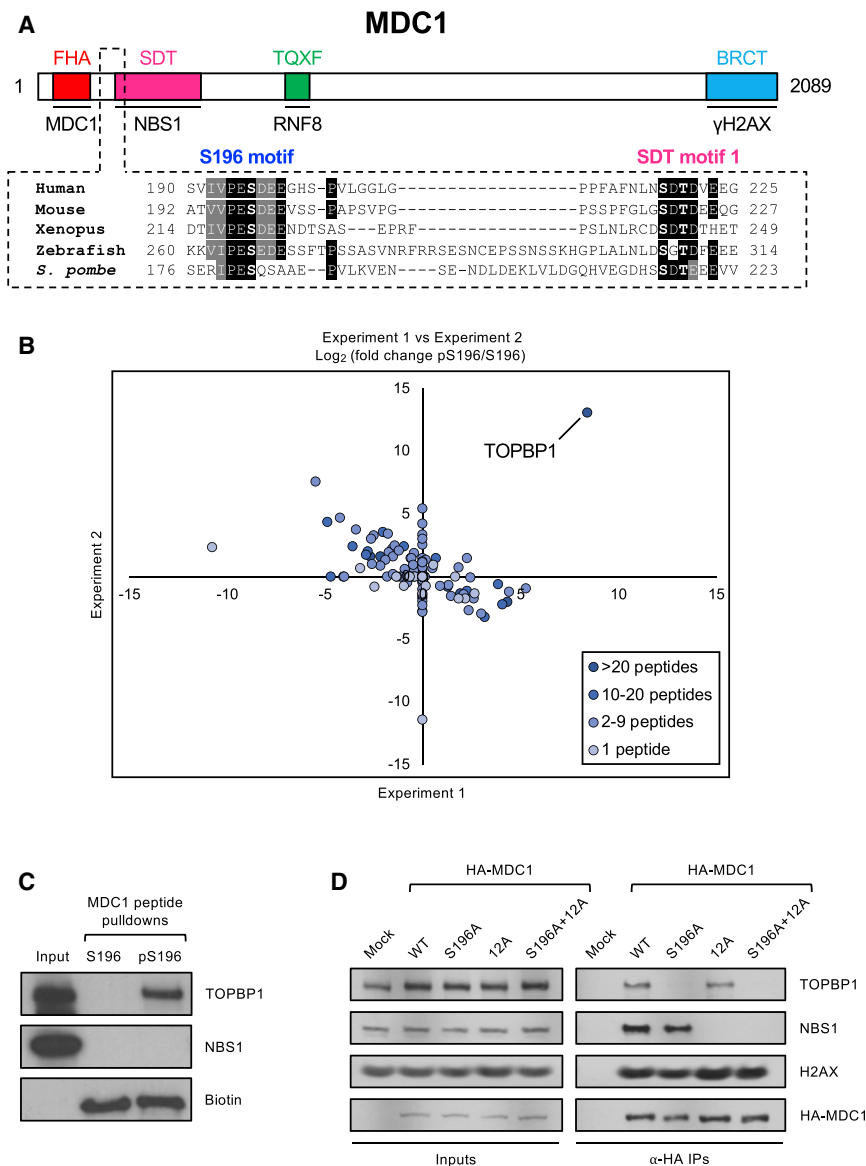 A
MDC1
FHA SDT TQXF BRCT
1 2089
MDC1 NBS1 RNF8 γH2AX
S196 motif SDT motif 1
Human 190 SVIVPESDEEGHS-PVLGGLG------------------PPFAFNLNSDTDVEEG 225
Mouse 192 ATVVPESDEEVSS-PAPSVPG------------------PSSPFGLGSDTDEEQG 227
Xenopus 214 DTIVPESDEENDTSAS---EPRF----------------PSLNLRCDSDTDTHET 249
Zebrafish 260 KKVIPESEDESSFTPSSASVNRFRRSESNCEPSSNSSKHGPLALNLDSGTDFEEE 314
S. pombe 176 SERIPESQSAAE--PVLKVEN----SE-NDLDEKLVLDGQHVEGDHSSDTEEEVV 223
B
Experiment 1 vs Experiment 2
Log₂ (fold change pS196/S196)
15
TOPBP1
10
5
-15 -10 -5 5 10 15
-5
-10
-15
Experiment 2
Experiment 1
>20 peptides
10-20 peptides
2-9 peptides
1 peptide
C
MDC1 peptide
pulldowns
Input S196 pS196
TOPBP1
NBS1
Biotin
D
HA-MDC1 HA-MDC1
Mock WT S196A 12A S196A+12A Mock WT S196A 12A S196A+12A
TOPBP1
NBS1
H2AX
HA-MDC1
Inputs α-HA IPs